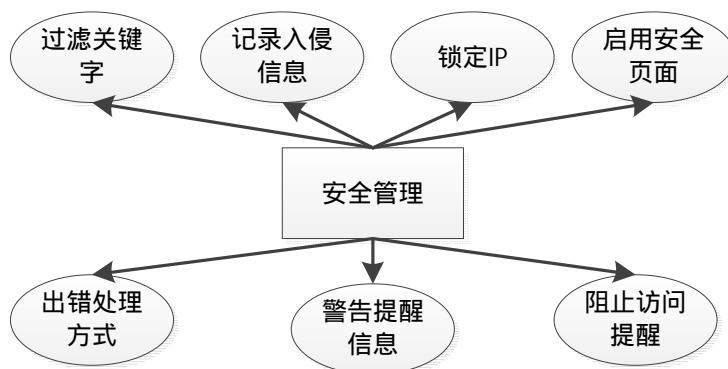 过滤关键
字
记录入侵
信息
锁定IP
启用安全
页面
安全管理
出错处理
方式
警告提醒
信息
阻止访问
提醒